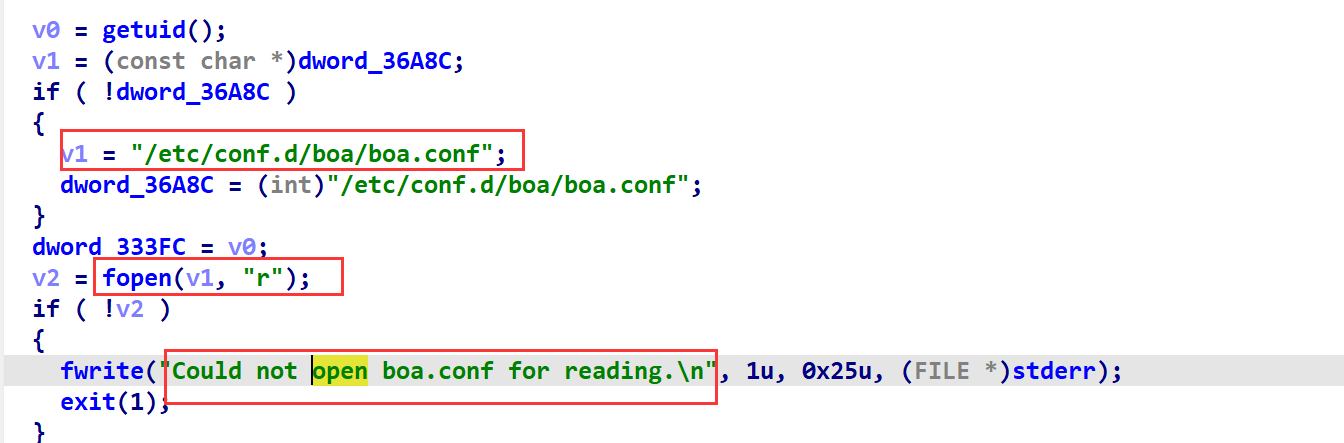 v0 = getuid();
v1 = (const char *)dword_36A8C;
if ( !dword_36A8C )
{
v1 = "/etc/conf.d/boa/boa.conf";
dword_36A8C = (int)"/etc/conf.d/boa/boa.conf";
}
dword_333FC = v0;
v2 = fopen(v1, "r");
if ( !v2 )
{
fwrite("Could not open boa.conf for reading.\n", 1u, 0x25u, (FILE *)stderr);
exit(1);
}